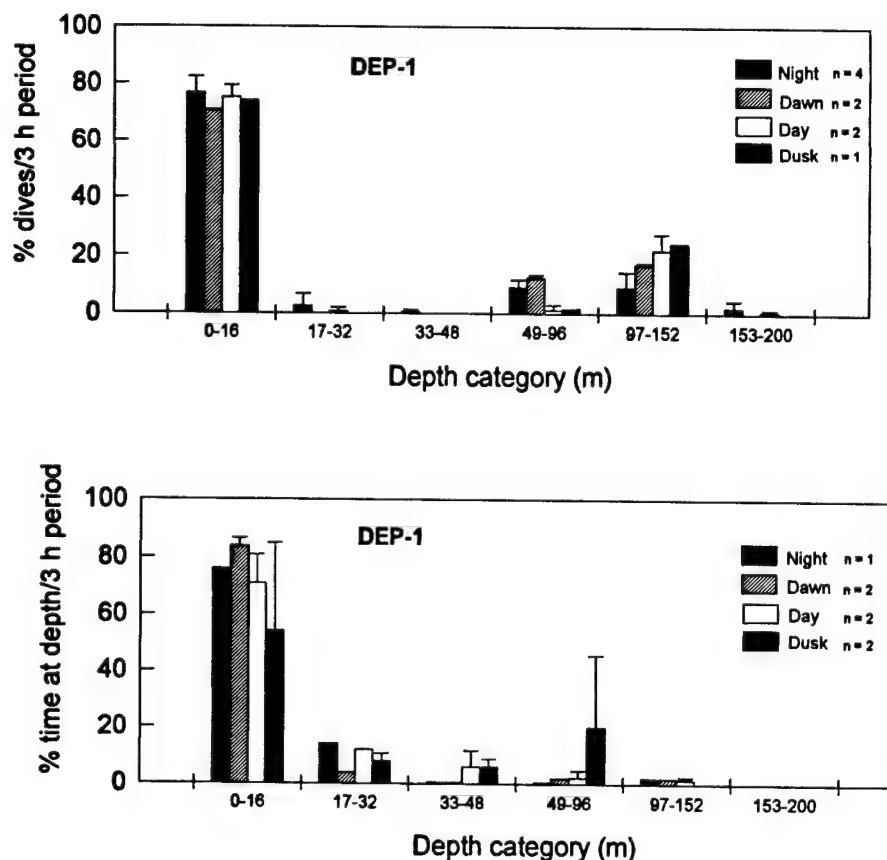 DEP-1
Night n = 4
Dawn n = 2
Day n = 2
Dusk n = 1
100
80
60
40
20
0
% dives/3 h period
0-16 17-32 33-48 49-96 97-152 153-200
Depth category (m)
DEP-1
Night n = 1
Dawn n = 2
Day n = 2
Dusk n = 2
100
80
60
40
20
0
% time at depth/3 h period
0-16 17-32 33-48 49-96 97-152 153-200
Depth category (m)